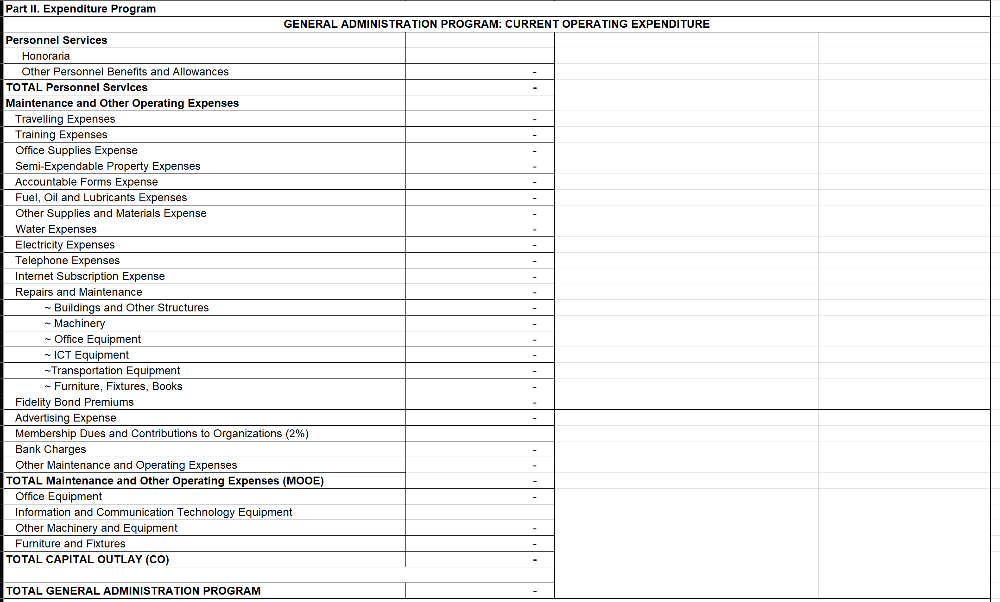 Part II. Expenditure Program
GENERAL ADMINISTRATION PROGRAM: CURRENT OPERATING EXPENDITURE
Personnel Services
Honoraria
Other Personnel Benefits and Allowances -
TOTAL Personnel Services -
Maintenance and Other Operating Expenses
Travelling Expenses -
Training Expenses -
Office Supplies Expense -
Semi-Expendable Property Expenses -
Accountable Forms Expense -
Fuel, Oil and Lubricants Expenses -
Other Supplies and Materials Expense -
Water Expenses -
Electricity Expenses -
Telephone Expenses -
Internet Subscription Expense -
Repairs and Maintenance -
~ Buildings and Other Structures -
~ Machinery -
~ Office Equipment -
~ ICT Equipment -
~Transportation Equipment -
~ Furniture, Fixtures, Books -
Fidelity Bond Premiums -
Advertising Expense -
Membership Dues and Contributions to Organizations (2%)
Bank Charges -
Other Maintenance and Operating Expenses -
TOTAL Maintenance and Other Operating Expenses (MOOE) -
Office Equipment -
Information and Communication Technology Equipment
Other Machinery and Equipment -
Furniture and Fixtures -
TOTAL CAPITAL OUTLAY (CO) -
TOTAL GENERAL ADMINISTRATION PROGRAM -